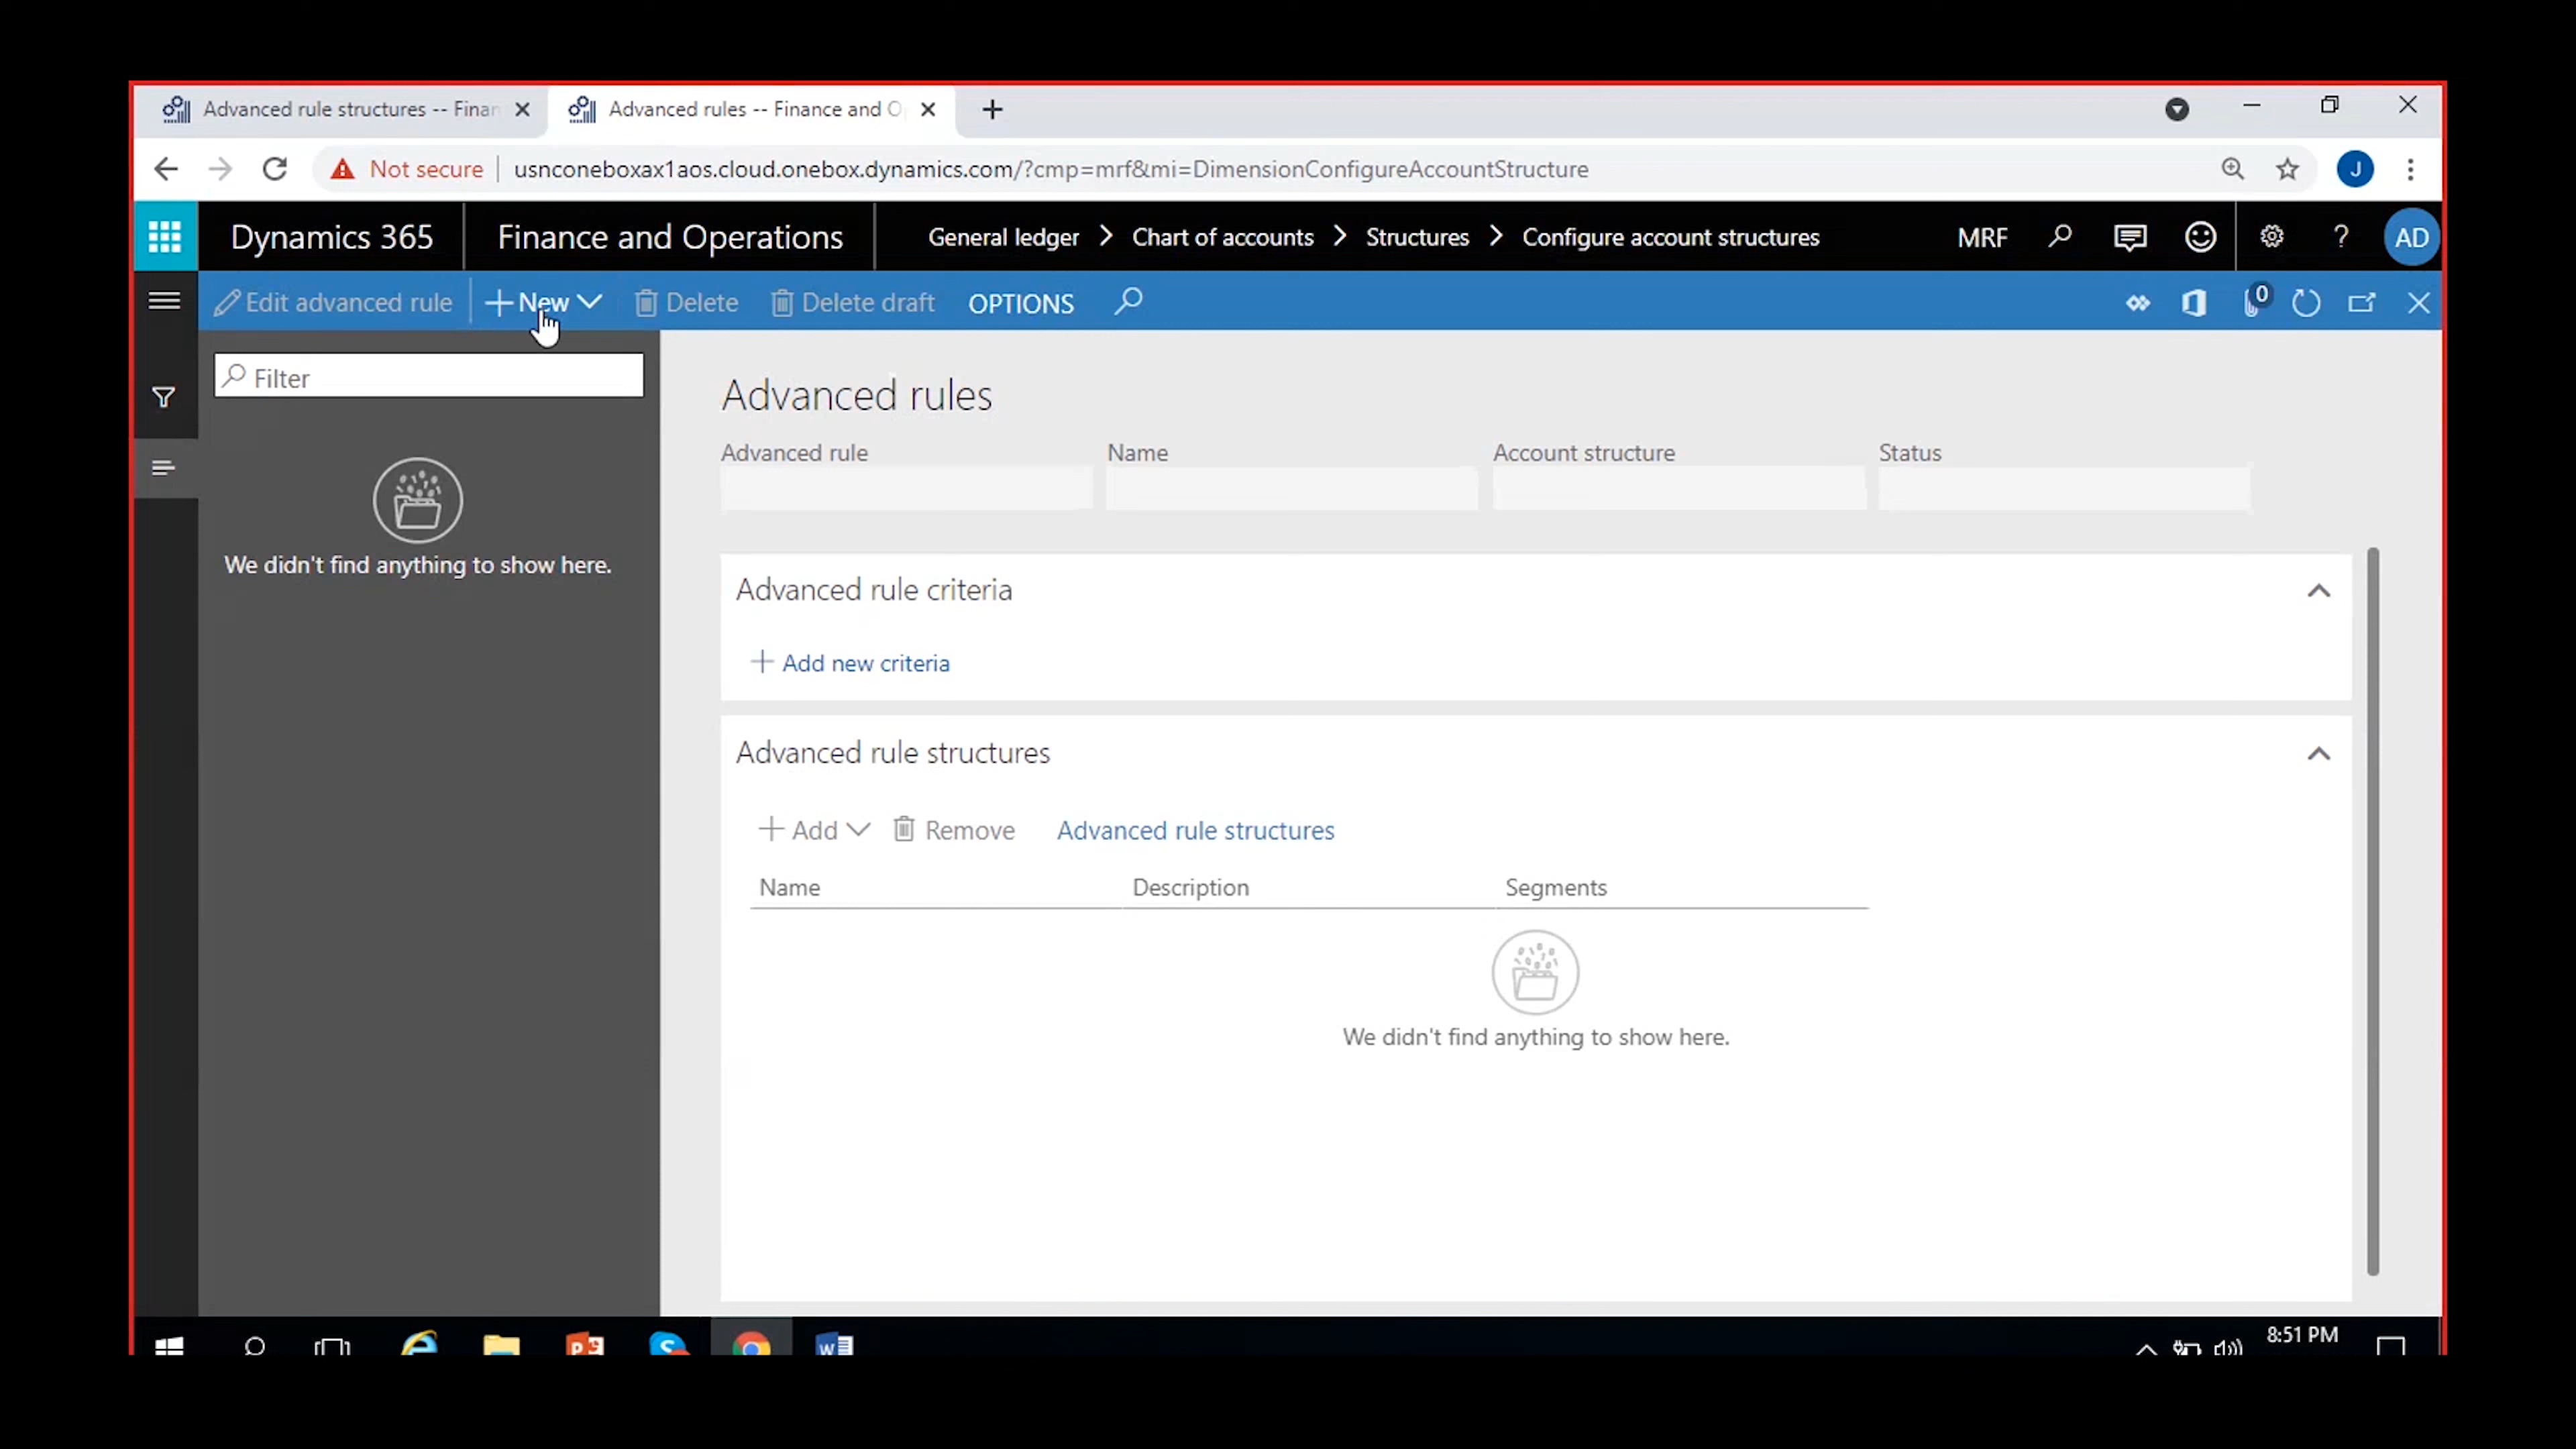 Advanced rule structures -- Finan
Advanced rules -- Finance and O
Not secure
usnconeboxax1aos.cloud.onebox.dynamics.com/?cmp=mrf&mi=DimensionConfigureAccountStructure
J
Dynamics 365
Finance and Operations
General ledger > Chart of accounts > Structures > Configure account structures
MRF
?
AD
Edit advanced rule
+ New
Delete
Delete draft
OPTIONS
0
Filter
We didn't find anything to show here.
Advanced rules
Advanced rule
Name
Account structure
Status
Advanced rule criteria
+ Add new criteria
Advanced rule structures
+ Add
Remove
Advanced rule structures
Name
Description
Segments
We didn't find anything to show here.
8:51 PM